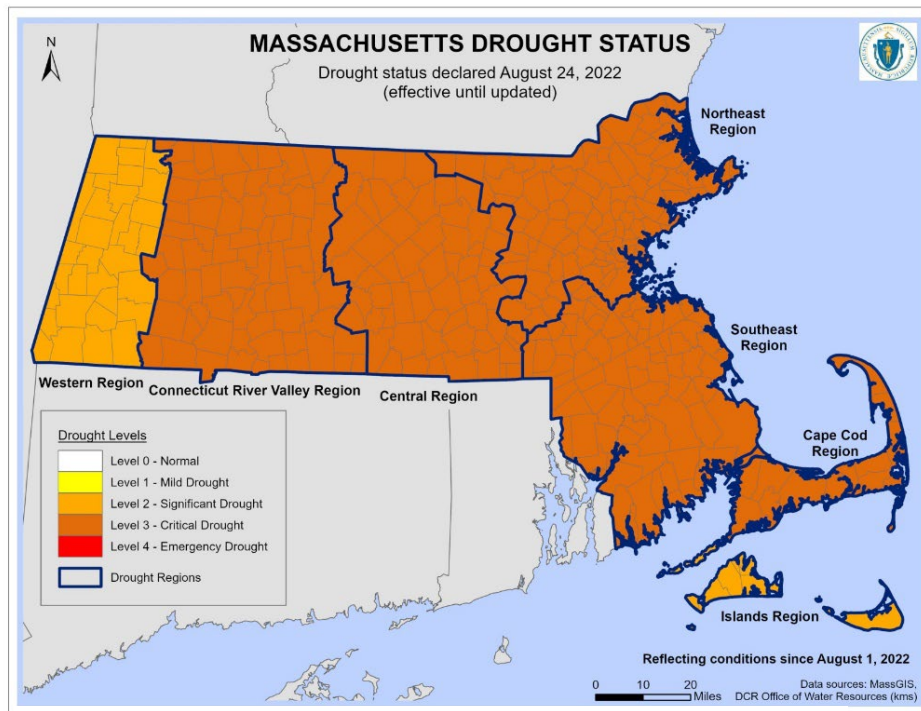 MASSACHUSETTS DROUGHT STATUS
Drought status declared August 24, 2022
(effective until updated)
N
Northeast
Region
Southeast
Region
Cape Cod
Region
Western Region
Connecticut River Valley Region
Central Region
Islands Region
Drought Levels
Level 0 - Normal
Level 1 - Mild Drought
Level 2 - Significant Drought
Level 3 - Critical Drought
Level 4 - Emergency Drought
Drought Regions
Reflecting conditions since August 1, 2022
0 10 20
Miles
Data sources: MassGIS,
DCR Office of Water Resources (kms)